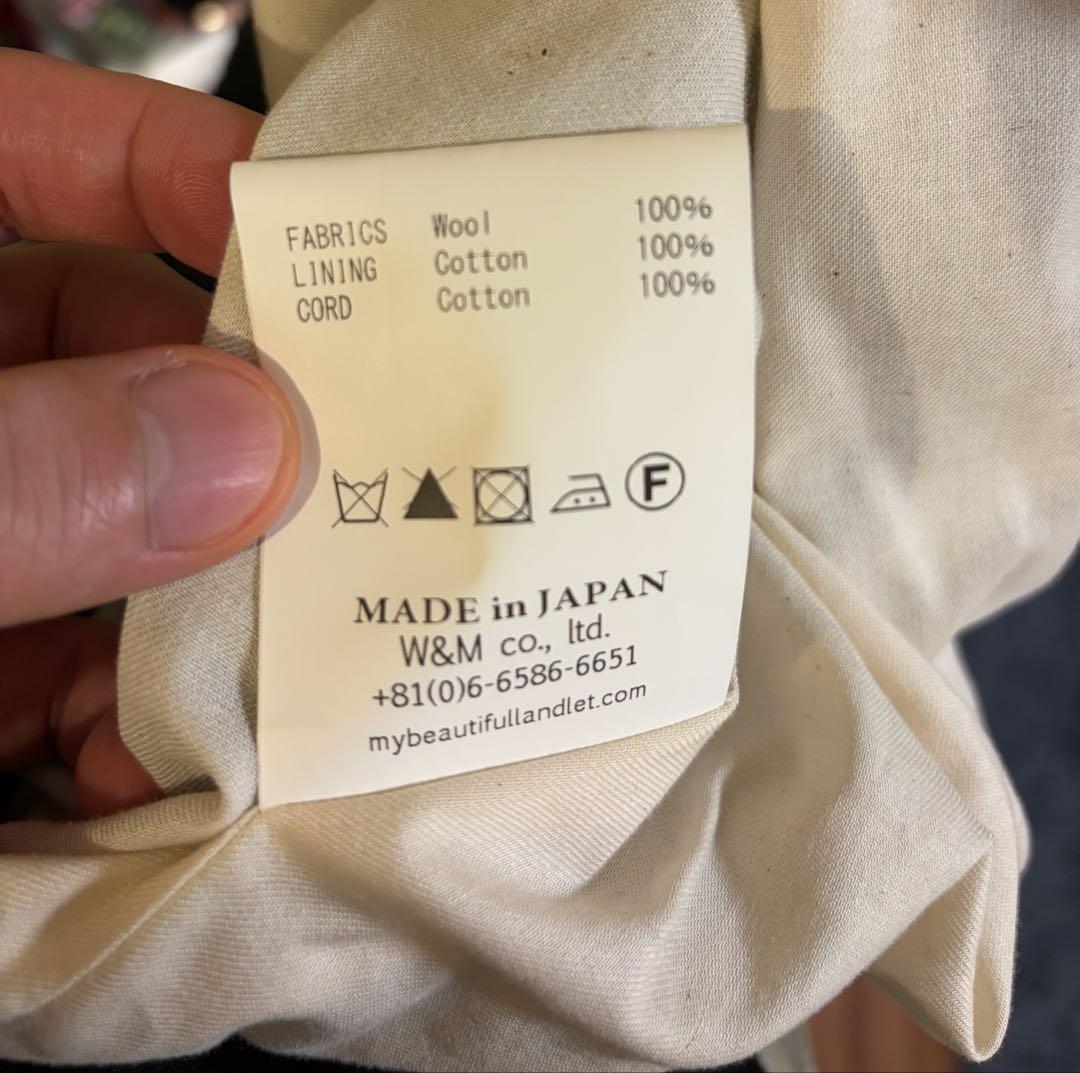 FABRICS Wool 100%
LINING Cotton 100%
CORD Cotton 100%
F
MADE in JAPAN
W&M co., ltd.
+81(0)6-6586-6651
mybeautifullandlet.com